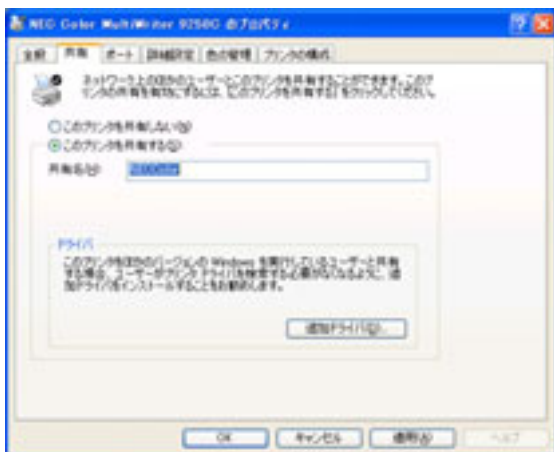 NEC Color MultiWriter 9250C のプロパティ
全般 共有 ポート 詳細設定 色の管理 プリンタの構成
ネットワーク上のほかのユーザーとこのプリンタを共有することができます。このプ
リンタの共有を有効にするには、[このプリンタを共有する] をクリックしてください。
このプリンタを共有しない(N)
このプリンタを共有する(S)
共有名(H):
ドライバ
このプリンタをほかのバージョンの Windows を実行しているユーザーと共有
する場合、ユーザーがプリンタ ドライバを検索する必要がなくなるように、追
加ドライバをインストールすることをお勧めします。
追加ドライバ(D)...
OK キャンセル 適用(A) ヘルプ